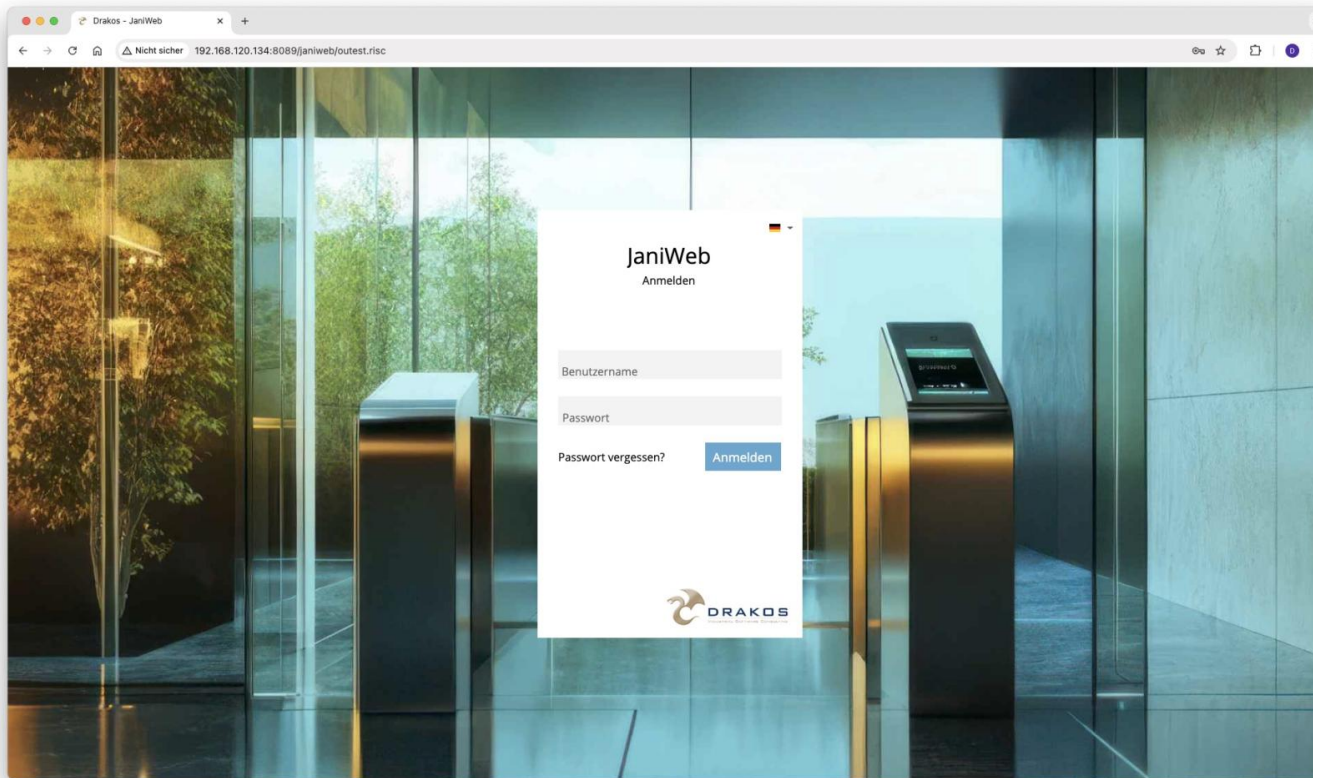 Drakos - JaniWeb
Nicht sicher
192.168.120.134:8089/janiweb/outest.risc
D
JaniWeb
Anmelden
Benutzername
Passwort
Passwort vergessen?
Anmelden
DRAKOS